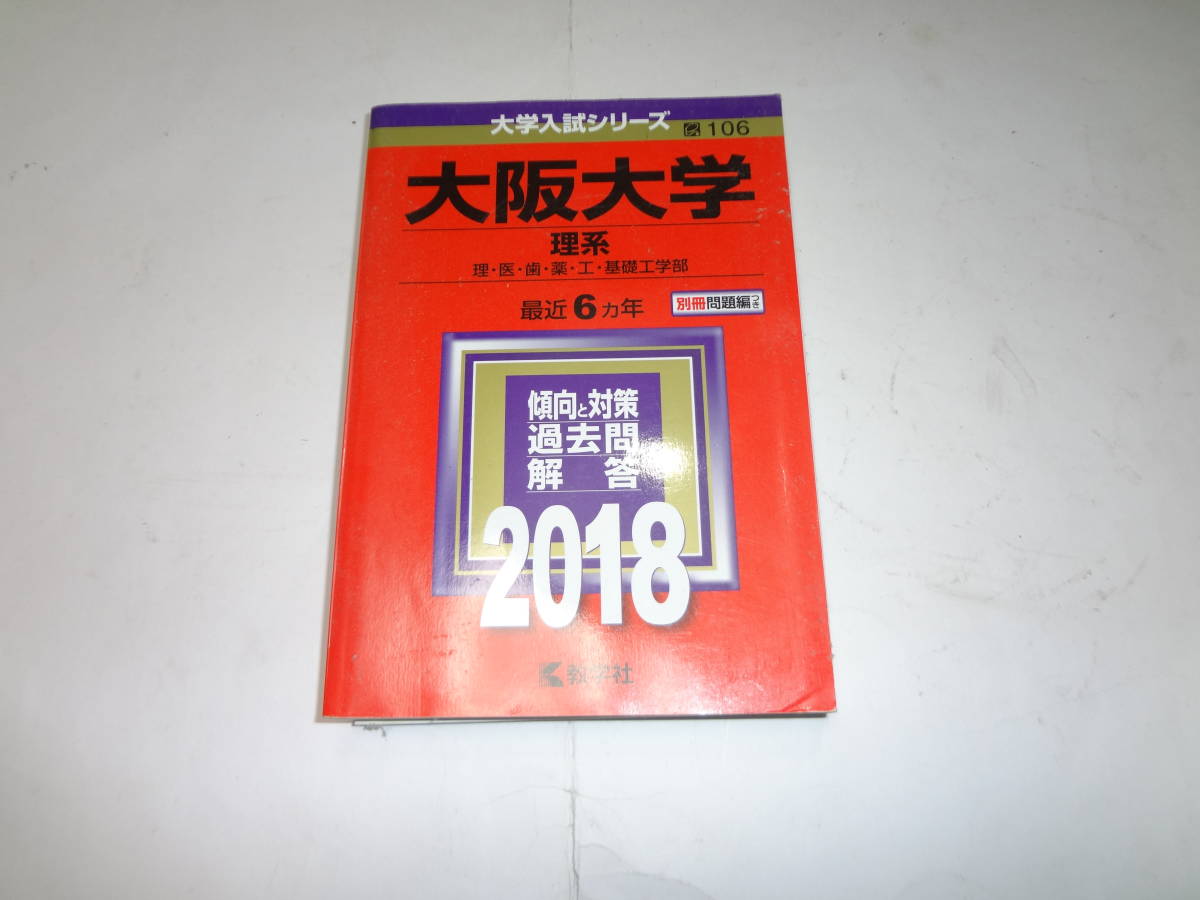 大学入試シリーズ 106
大阪大学
理系
理・医・歯・薬・工・基礎工学部
最近6カ年
別冊問題編つき
傾向と対策
過去問
解答
2018
教学社